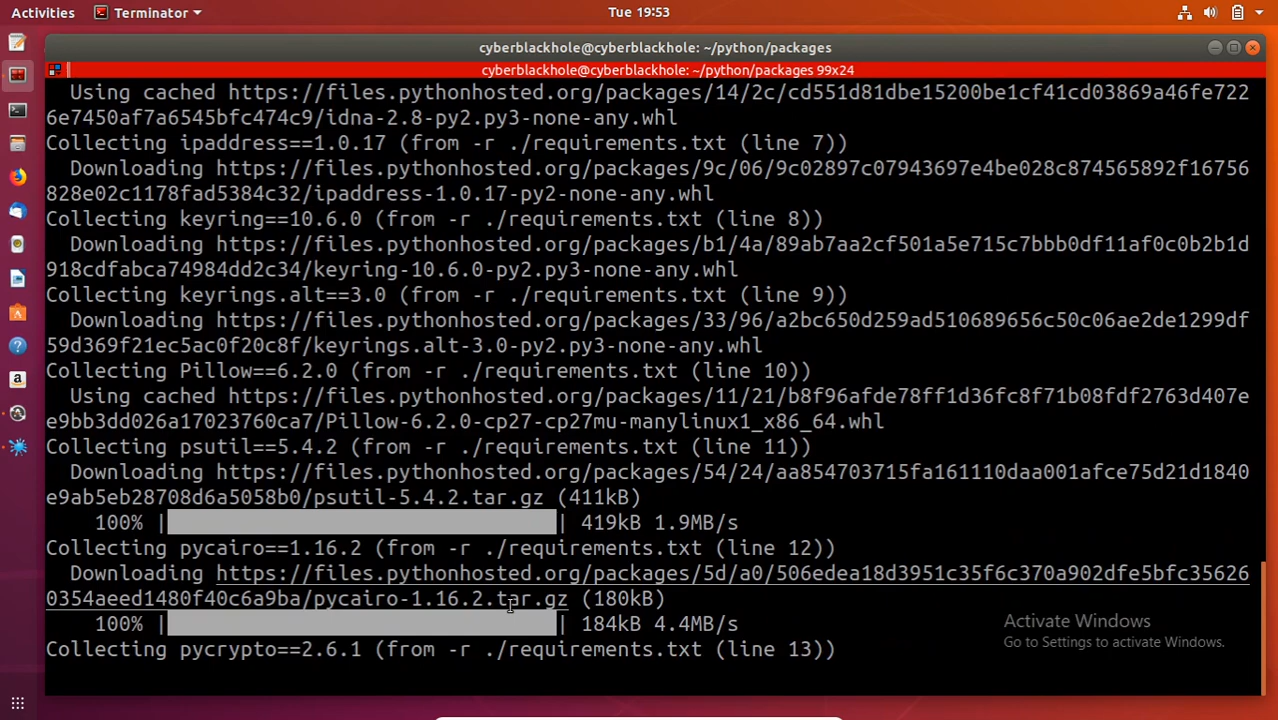 Activities
Terminator
Tue 19:53
cyberblackhole@cyberblackhole: ~/python/packages
cyberblackhole@cyberblackhole: ~/python/packages 99x24
Using cached https://files.pythonhosted.org/packages/14/2c/cd551d81dbe15200be1cf41cd03869a46fe722
6e7450af7a6545bfc474c9/idna-2.8-py2.py3-none-any.whl
Collecting ipaddress==1.0.17 (from -r ./requirements.txt (line 7))
Downloading https://files.pythonhosted.org/packages/9c/06/9c02897c07943697e4be028c874565892f16756
828e02c1178fad5384c32/ipaddress-1.0.17-py2-none-any.whl
Collecting keyring==10.6.0 (from -r ./requirements.txt (line 8))
Downloading https://files.pythonhosted.org/packages/b1/4a/89ab7aa2cf501a5e715c7bbb0df11af0c0b2b1d
918cdfabca74984dd2c34/keyring-10.6.0-py2.py3-none-any.whl
Collecting keyrings.alt==3.0 (from -r ./requirements.txt (line 9))
Downloading https://files.pythonhosted.org/packages/33/96/a2bc650d259ad510689656c50c06ae2de1299df
59d369f21ec5ac0f20c8f/keyrings.alt-3.0-py2.py3-none-any.whl
Collecting Pillow==6.2.0 (from -r ./requirements.txt (line 10))
Using cached https://files.pythonhosted.org/packages/11/21/b8f96afde78ff1d36fc8f71b08fdf2763d407e
e9bb3dd026a17023760ca7/Pillow-6.2.0-cp27-cp27mu-manylinux1_x86_64.whl
Collecting psutil==5.4.2 (from -r ./requirements.txt (line 11))
Downloading https://files.pythonhosted.org/packages/54/24/aa854703715fa161110daa001afce75d21d1840
e9ab5eb28708d6a5058b0/psutil-5.4.2.tar.gz (411kB)
100% | | 419kB 1.9MB/s
Collecting pycairo==1.16.2 (from -r ./requirements.txt (line 12))
Downloading https://files.pythonhosted.org/packages/5d/a0/506edea18d3951c35f6c370a902dfe5bfc35626
0354aeed1480f40c6a9ba/pycairo-1.16.2.tar.gz (180kB)
100% | | 184kB 4.4MB/s
Collecting pycrypto==2.6.1 (from -r ./requirements.txt (line 13))
Activate Windows
Go to Settings to activate Windows.